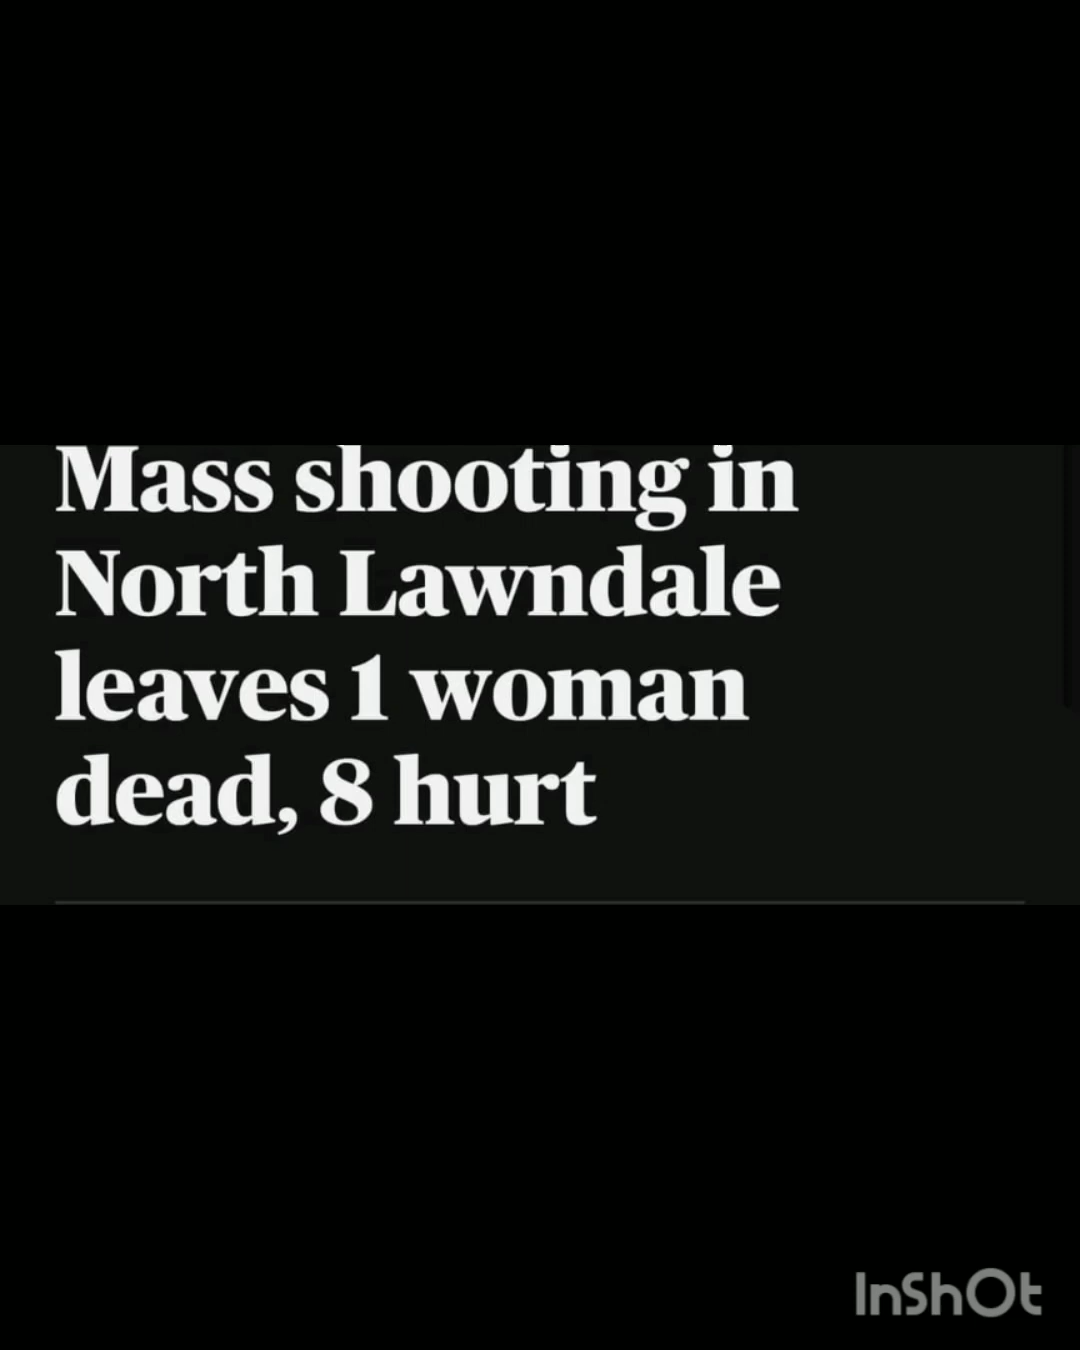 Mass shooting in
North Lawndale
leaves 1 woman
dead, 8 hurt
InShOt